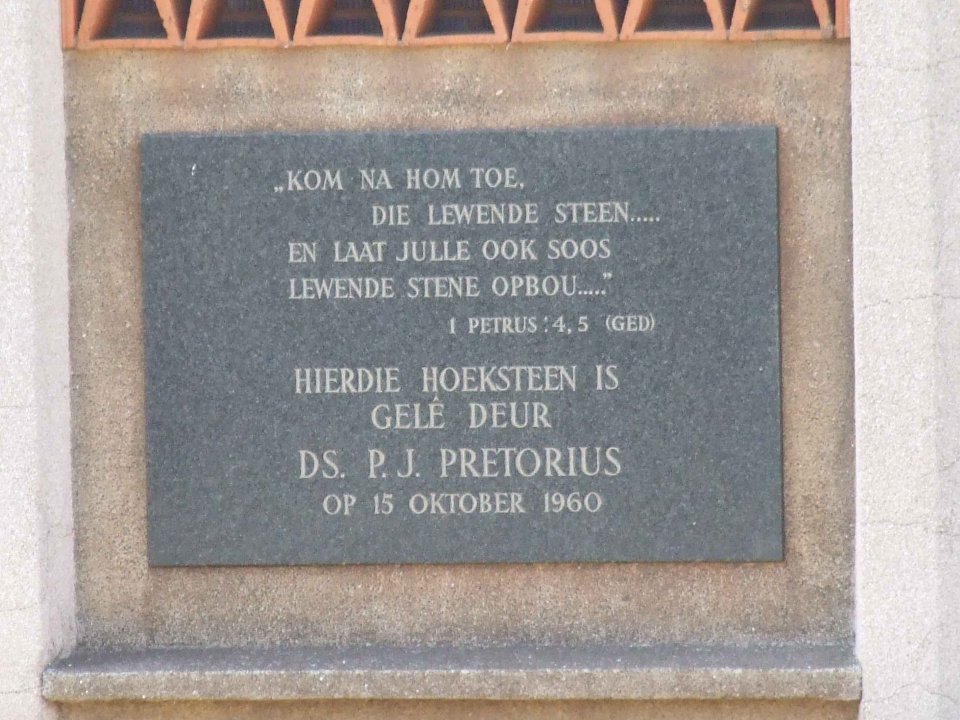 „KOM NA HOM TOE,
DIE LEWENDE STEEN.....
EN LAAT JULLE OOK SOOS
LEWENDE STENE OPBOU....."
1 PETRUS : 4, 5 (GED)
HIERDIE HOEKSTEEN IS
GELÊ DEUR
DS. P. J. PRETORIUS
OP 15 OKTOBER 1960